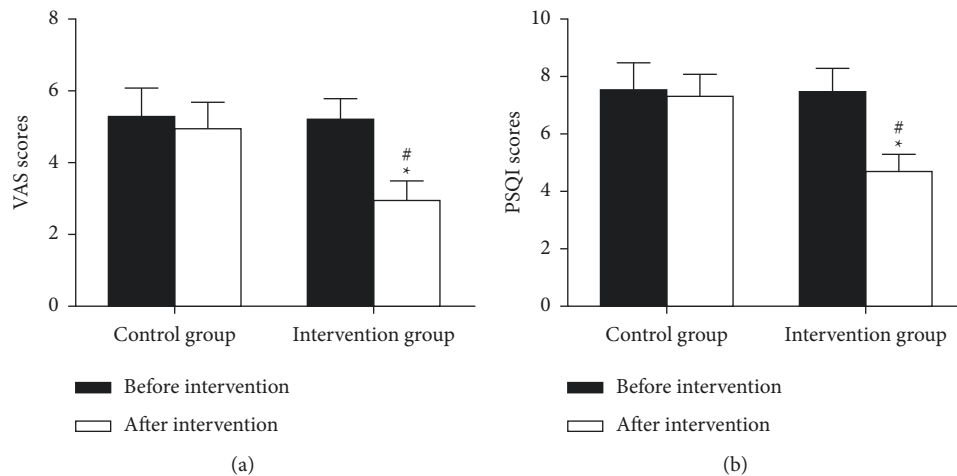 8
6
4
2
0
VAS scores
#
*
Control group
Intervention group
Before intervention
After intervention
(a)
10
8
6
4
2
0
PSQI scores
#
*
Control group
Intervention group
Before intervention
After intervention
(b)